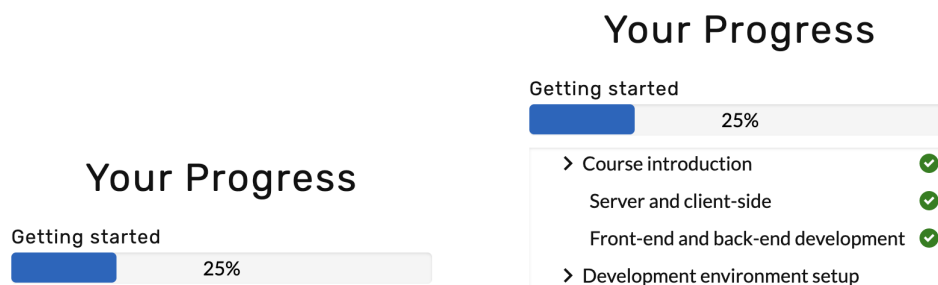 Your Progress
Getting started
25%
Your Progress
Getting started
25%
Course introduction
Server and client-side
Front-end and back-end development
Development environment setup